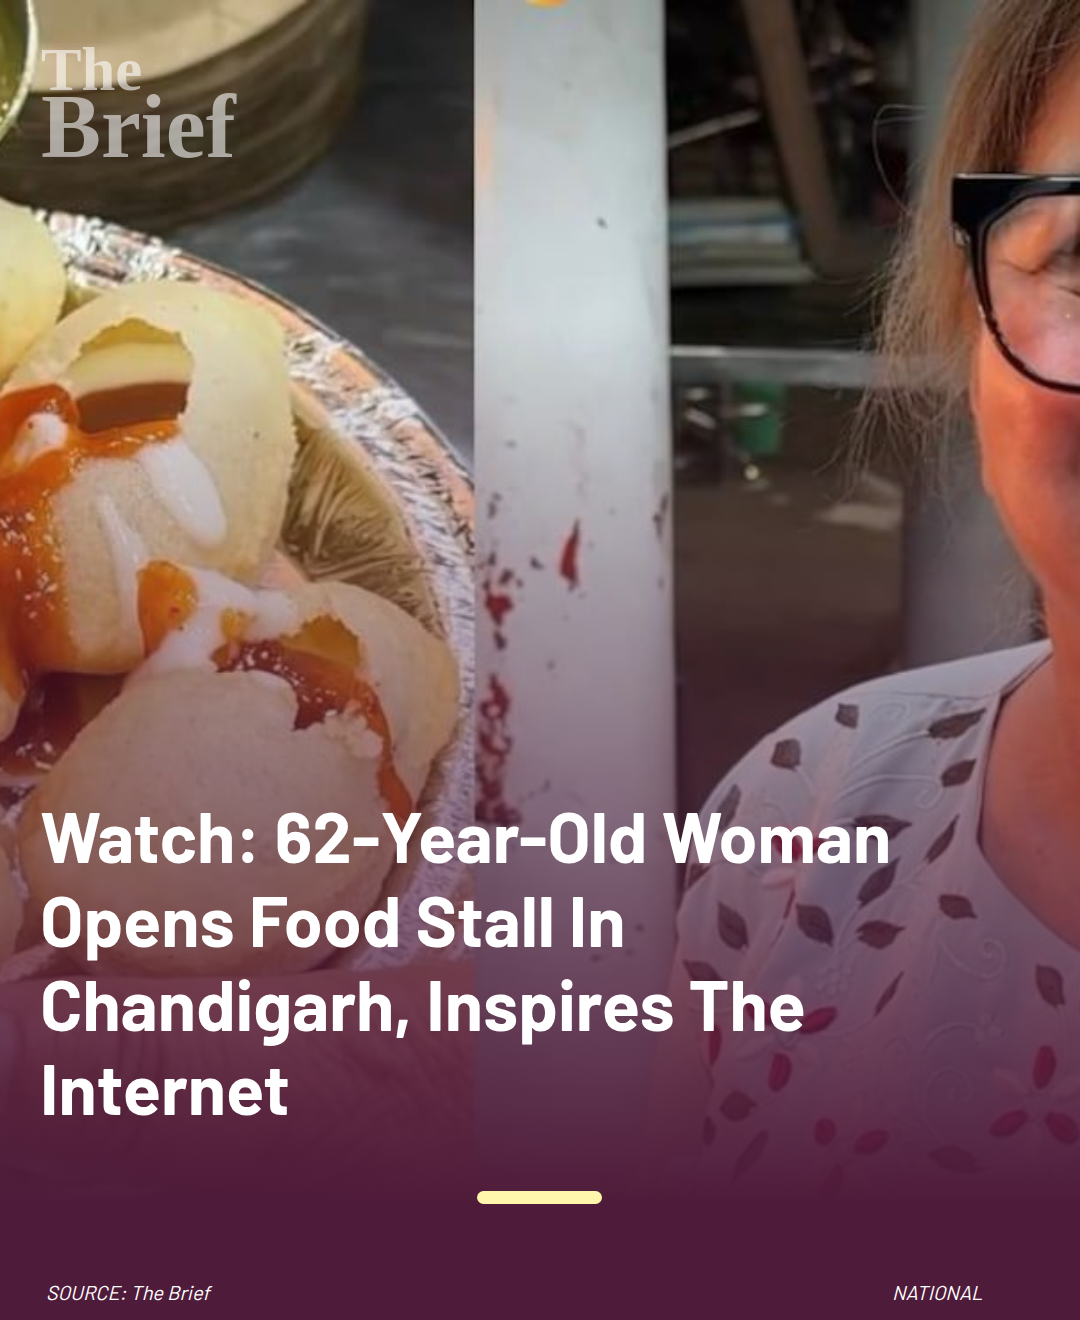 The
Brief
Watch: 62-Year-Old Woman
Opens Food Stall In
Chandigarh, Inspires The
Internet
SOURCE: The Brief
NATIONAL